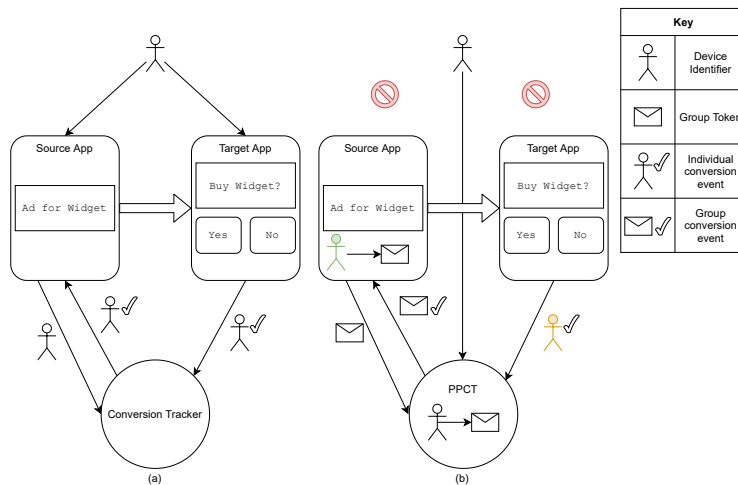 Key
Device
Identifier
Group Token
Individual
conversion
event
Group
conversion
event
Source App
Target App
Ad for Widget
Buy Widget?
Yes
No
Conversion Tracker
(a)
Source App
Target App
Ad for Widget
Buy Widget?
Yes
No
PPCT
(b)